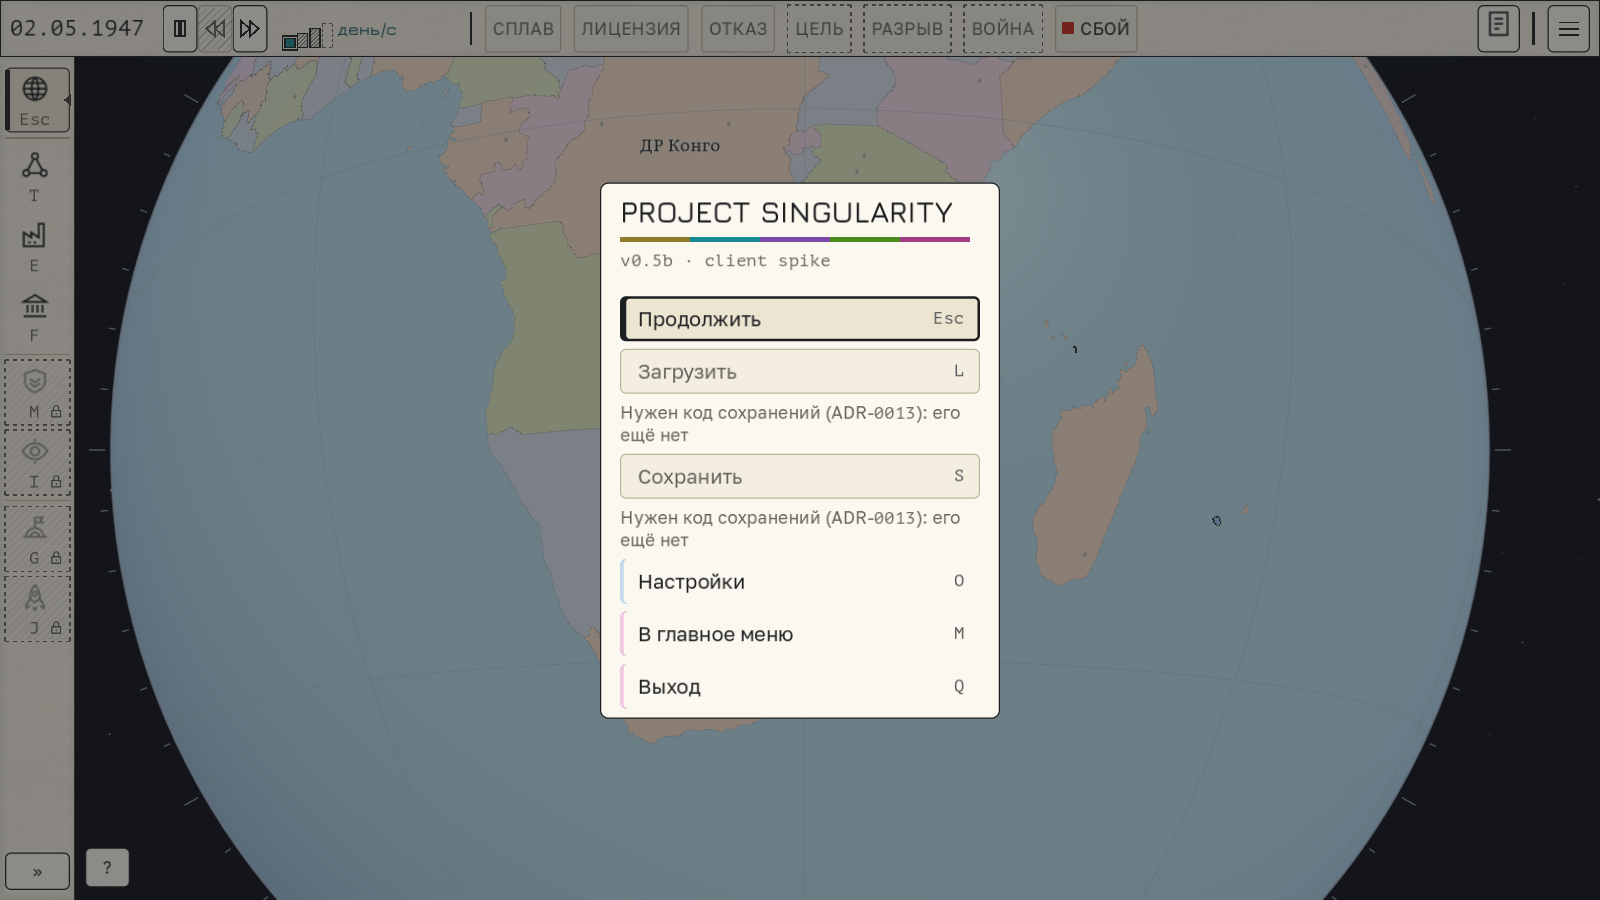 02.05.1947
день/с
СПЛАВ
ЛИЦЕНЗИЯ
ОТКАЗ
ЦЕЛЬ
РАЗРЫВ
ВОЙНА
СБОЙ
Esc
T
E
F
M
I
G
J
»
?
ДР Конго
PROJECT SINGULARITY
v0.5b · client spike
Продолжить Esc
Загрузить L
Нужен код сохранений (ADR-0013): его
ещё нет
Сохранить S
Нужен код сохранений (ADR-0013): его
ещё нет
Настройки O
В главное меню M
Выход Q